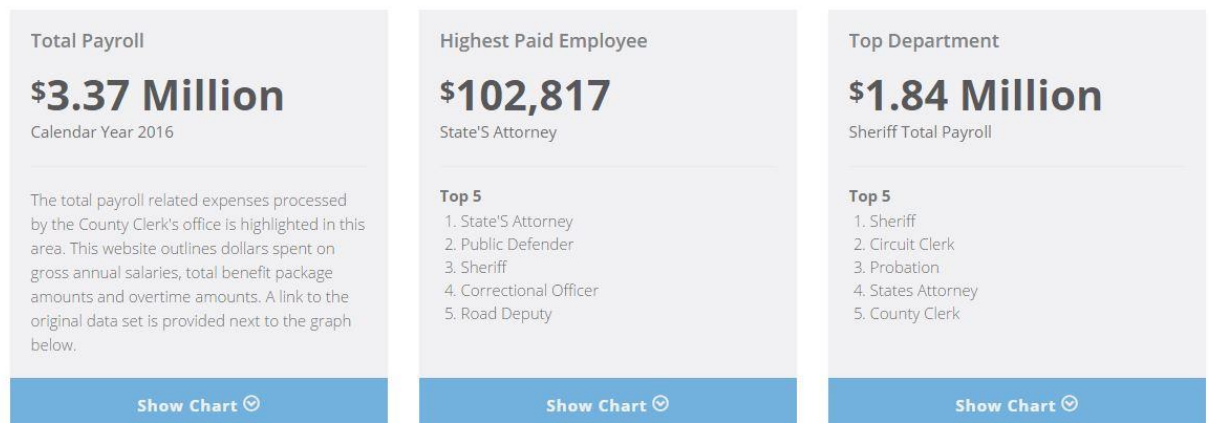 Total Payroll
$3.37 Million
Calendar Year 2016
The total payroll related expenses processed
by the County Clerk's office is highlighted in this
area. This website outlines dollars spent on
gross annual salaries, total benefit package
amounts and overtime amounts. A link to the
original data set is provided next to the graph
below.
Show Chart
Highest Paid Employee
$102,817
State'S Attorney
Top 5
1. State'S Attorney
2. Public Defender
3. Sheriff
4. Correctional Officer
5. Road Deputy
Show Chart
Top Department
$1.84 Million
Sheriff Total Payroll
Top 5
1. Sheriff
2. Circuit Clerk
3. Probation
4. States Attorney
5. County Clerk
Show Chart